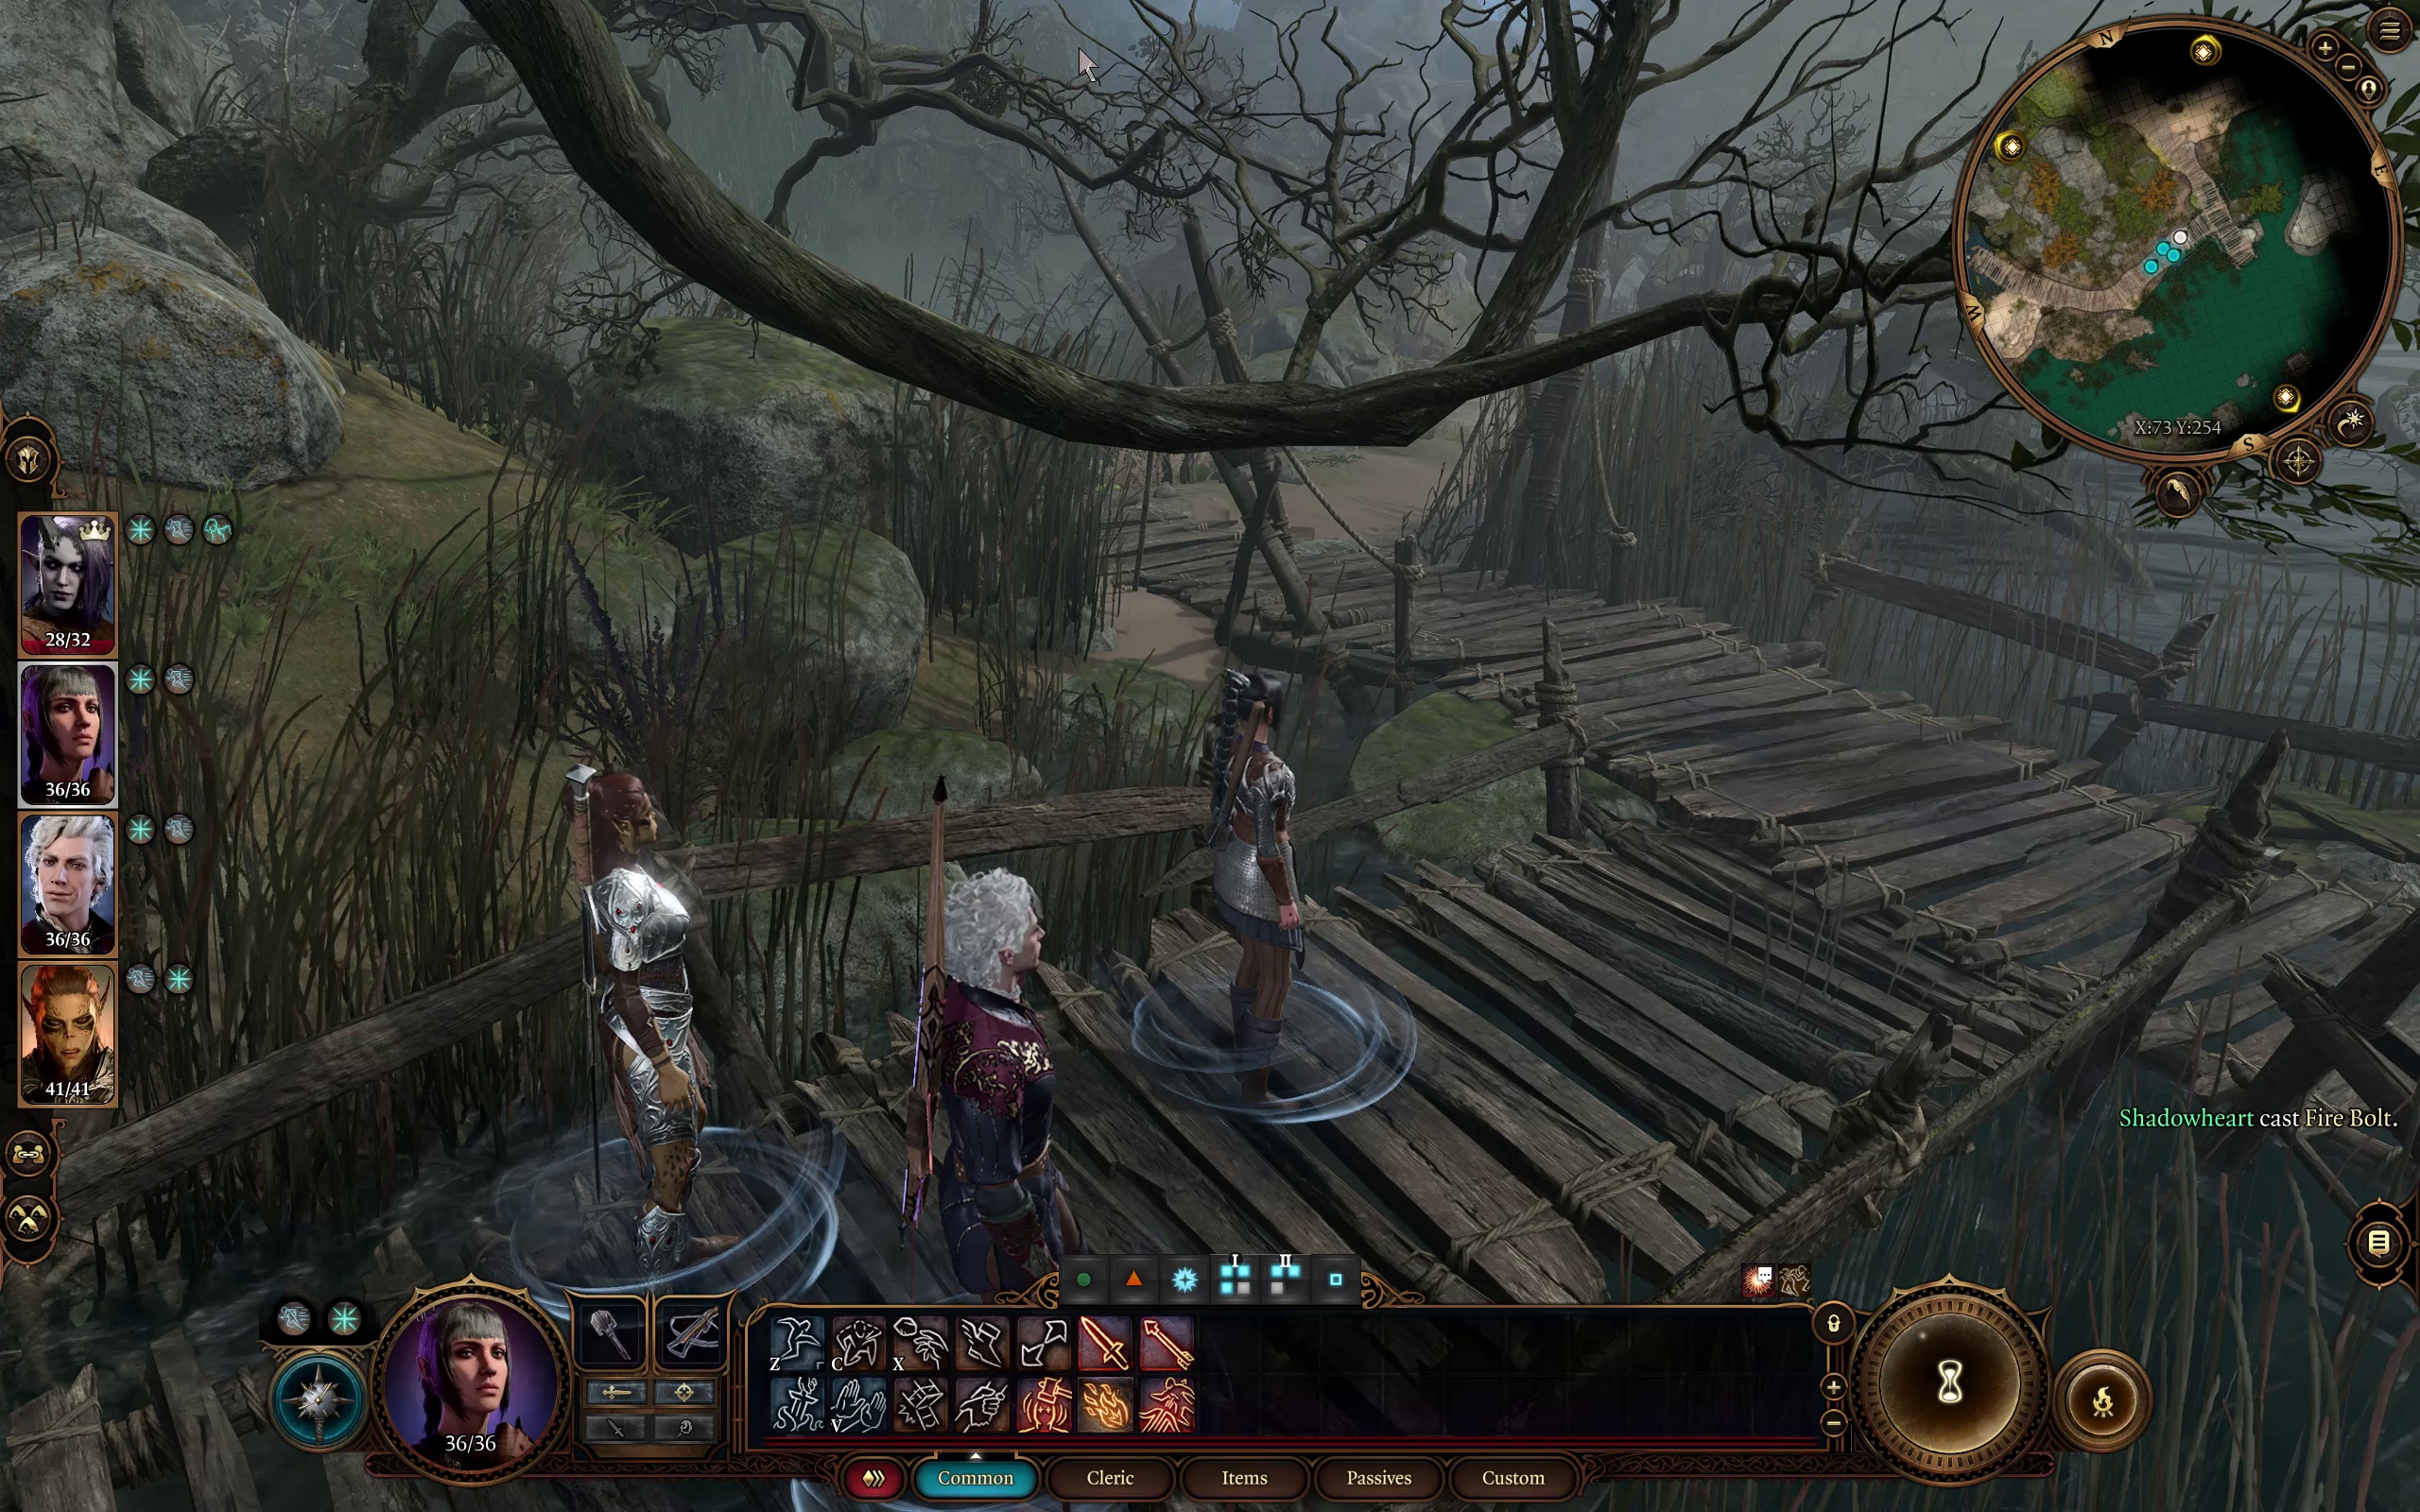 N
E
W
S
X:73 Y:254
28/32
36/36
36/36
41/41
Shadowheart cast Fire Bolt.
I II
Z C X
V
36/36
Common Cleric Items Passives Custom